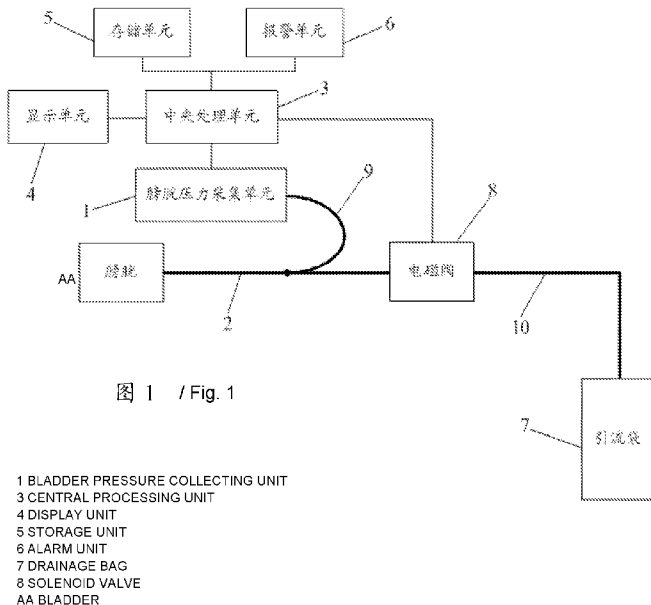 5
存储单元
报警单元
6
显示单元
中央处理单元
3
4
1
膀胱压力采集单元
9
8
AA
膀胱
2
电磁阀
10
图 1 / Fig. 1
7
引流袋
1 BLADDER PRESSURE COLLECTING UNIT
3 CENTRAL PROCESSING UNIT
4 DISPLAY UNIT
5 STORAGE UNIT
6 ALARM UNIT
7 DRAINAGE BAG
8 SOLENOID VALVE
AA BLADDER